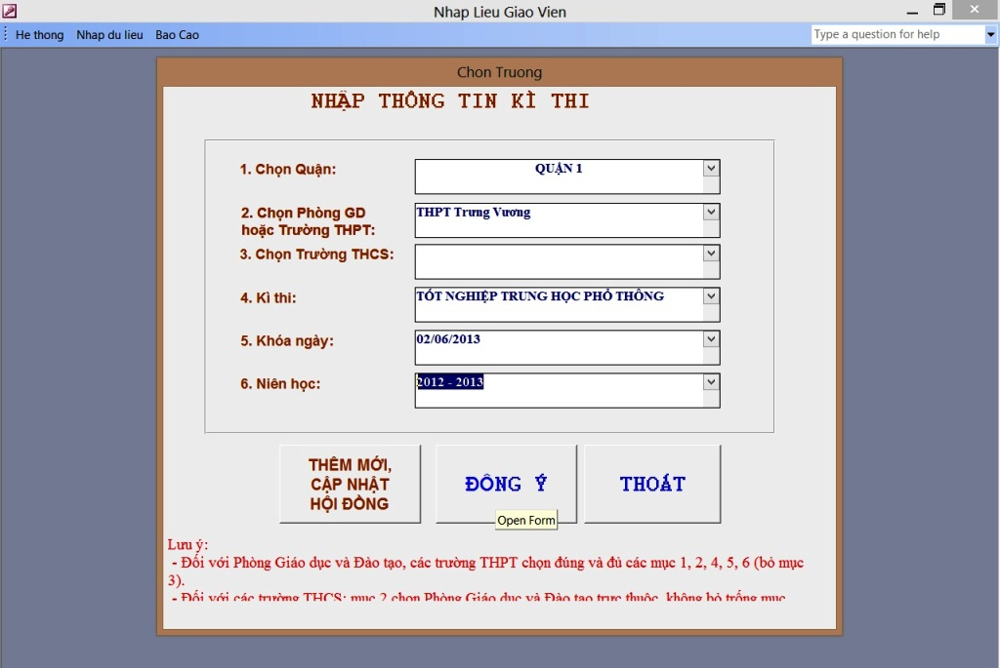 Nhap Lieu Giao Vien
He thong Nhap du lieu Bao Cao
Type a question for help
Chon Truong
NHẬP THÔNG TIN KÌ THI
1. Chọn Quận:
QUẬN 1
2. Chọn Phòng GD
hoặc Trường THPT:
THPT Trưng Vương
3. Chọn Trường THCS:
4. Kì thi:
TỐT NGHIỆP TRUNG HỌC PHỔ THÔNG
5. Khóa ngày:
02/06/2013
6. Niên học:
2012 - 2013
THÊM MỚI,
CẬP NHẬT
HỘI ĐỒNG
ĐỒNG Ý
THOÁT
Open Form
Lưu ý:
- Đối với Phòng Giáo dục và Đào tạo, các trường THPT chọn đúng và đủ các mục 1, 2, 4, 5, 6 (bỏ mục
3).
- Đối với các trường THCS: mục 2 chọn Phòng Giáo dục và Đào tạo trực thuộc, không bỏ trống mục